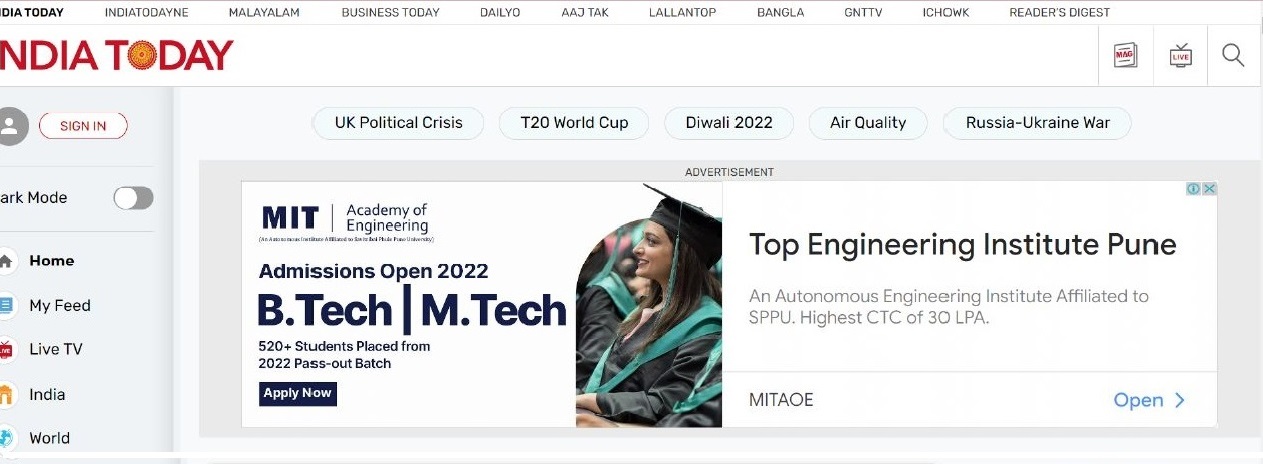 NDIA TODAY INDIATODAYNE MALAYALAM BUSINESS TODAY DAILYO AAJ TAK LALLANTOP BANGLA GNTTV ICHOWK READER'S DIGEST
NDIA TODAY
MAG LIVE
SIGN IN
UK Political Crisis T20 World Cup Diwali 2022 Air Quality Russia-Ukraine War
ark Mode
Home
My Feed
LIVE Live TV
India
World
ADVERTISEMENT
MIT Academy of
Engineering
(An Autonomous Institute Affiliated to Savitribai Phule Pune University)
Admissions Open 2022
B.Tech | M.Tech
520+ Students Placed from
2022 Pass-out Batch
Apply Now
Top Engineering Institute Pune
An Autonomous Engineering Institute Affiliated to
SPPU. Highest CTC of 30 LPA.
MITAOE Open